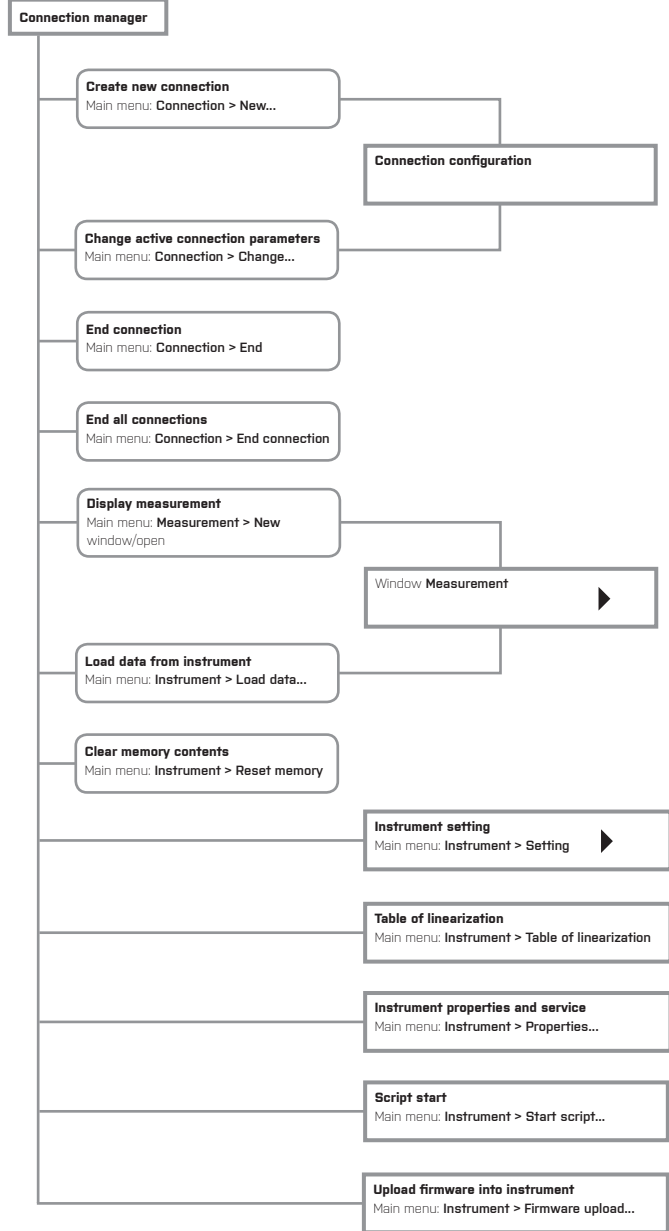 Connection manager
Create new connection
Main menu: Connection > New...
Connection configuration
Change active connection parameters
Main menu: Connection > Change...
End connection
Main menu: Connection > End
End all connections
Main menu: Connection > End connection
Display measurement
Main menu: Measurement > New
window/open
Window Measurement
Load data from instrument
Main menu: Instrument > Load data...
Clear memory contents
Main menu: Instrument > Reset memory
Instrument setting
Main menu: Instrument > Setting
Table of linearization
Main menu: Instrument > Table of linearization
Instrument properties and service
Main menu: Instrument > Properties...
Script start
Main menu: Instrument > Start script...
Upload firmware into instrument
Main menu: Instrument > Firmware upload...